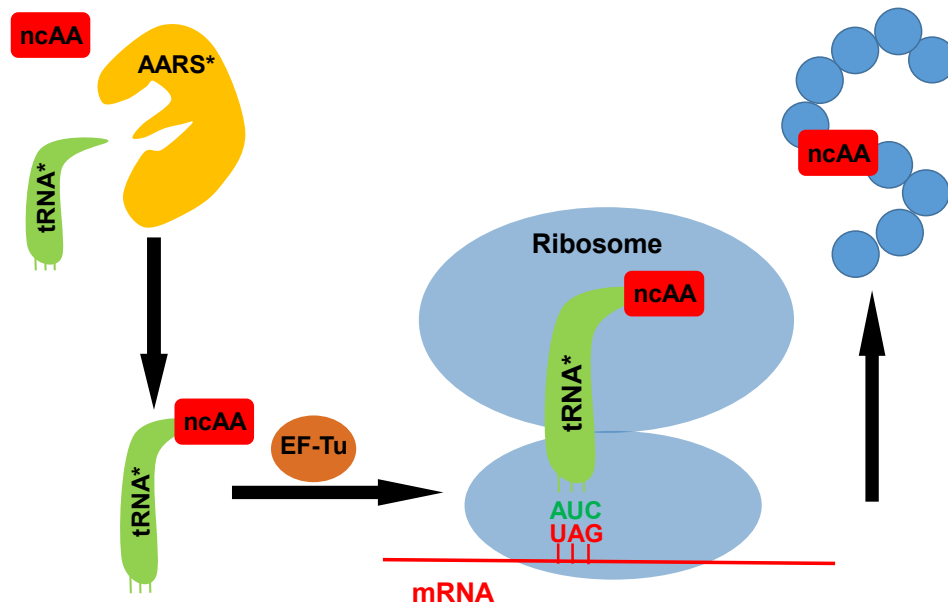 ncAA
AARS*
tRNA*
ncAA
tRNA*
EF-Tu
Ribosome
ncAA
tRNA*
AUC
UAG
mRNA
ncAA